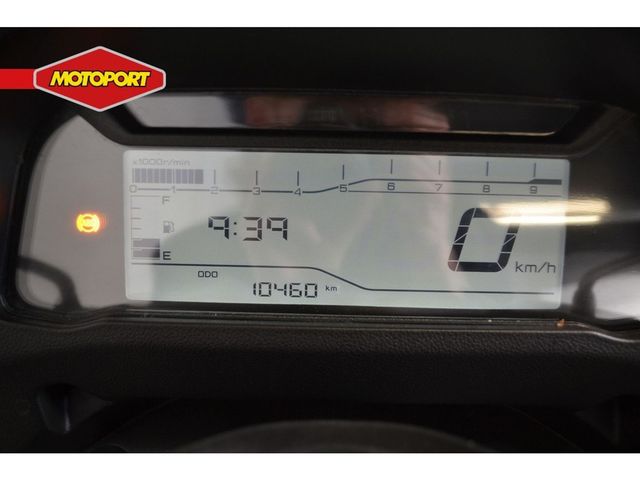 MOTOPORT
x1000r/min
0 1 2 3 4 5 6 7 8 9
F
9:39
0 km/h
E
ODO
10460 km